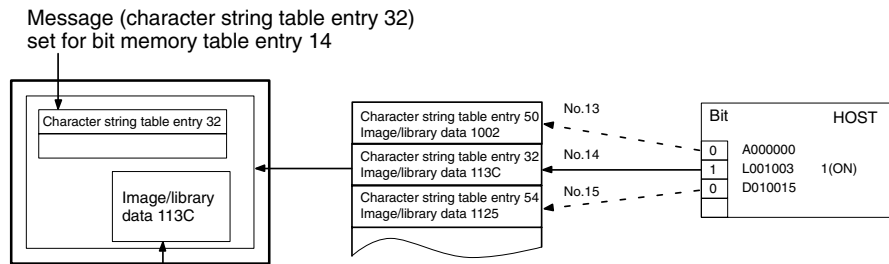 Message (character string table entry 32)
set for bit memory table entry 14
Character string table entry 32
Image/library
data 113C
Character string table entry 50
Image/library data 1002
Character string table entry 32
Image/library data 113C
Character string table entry 54
Image/library data 1125
No.13
No.14
No.15
Bit HOST
0 A000000
1 L001003 1(ON)
0 D010015